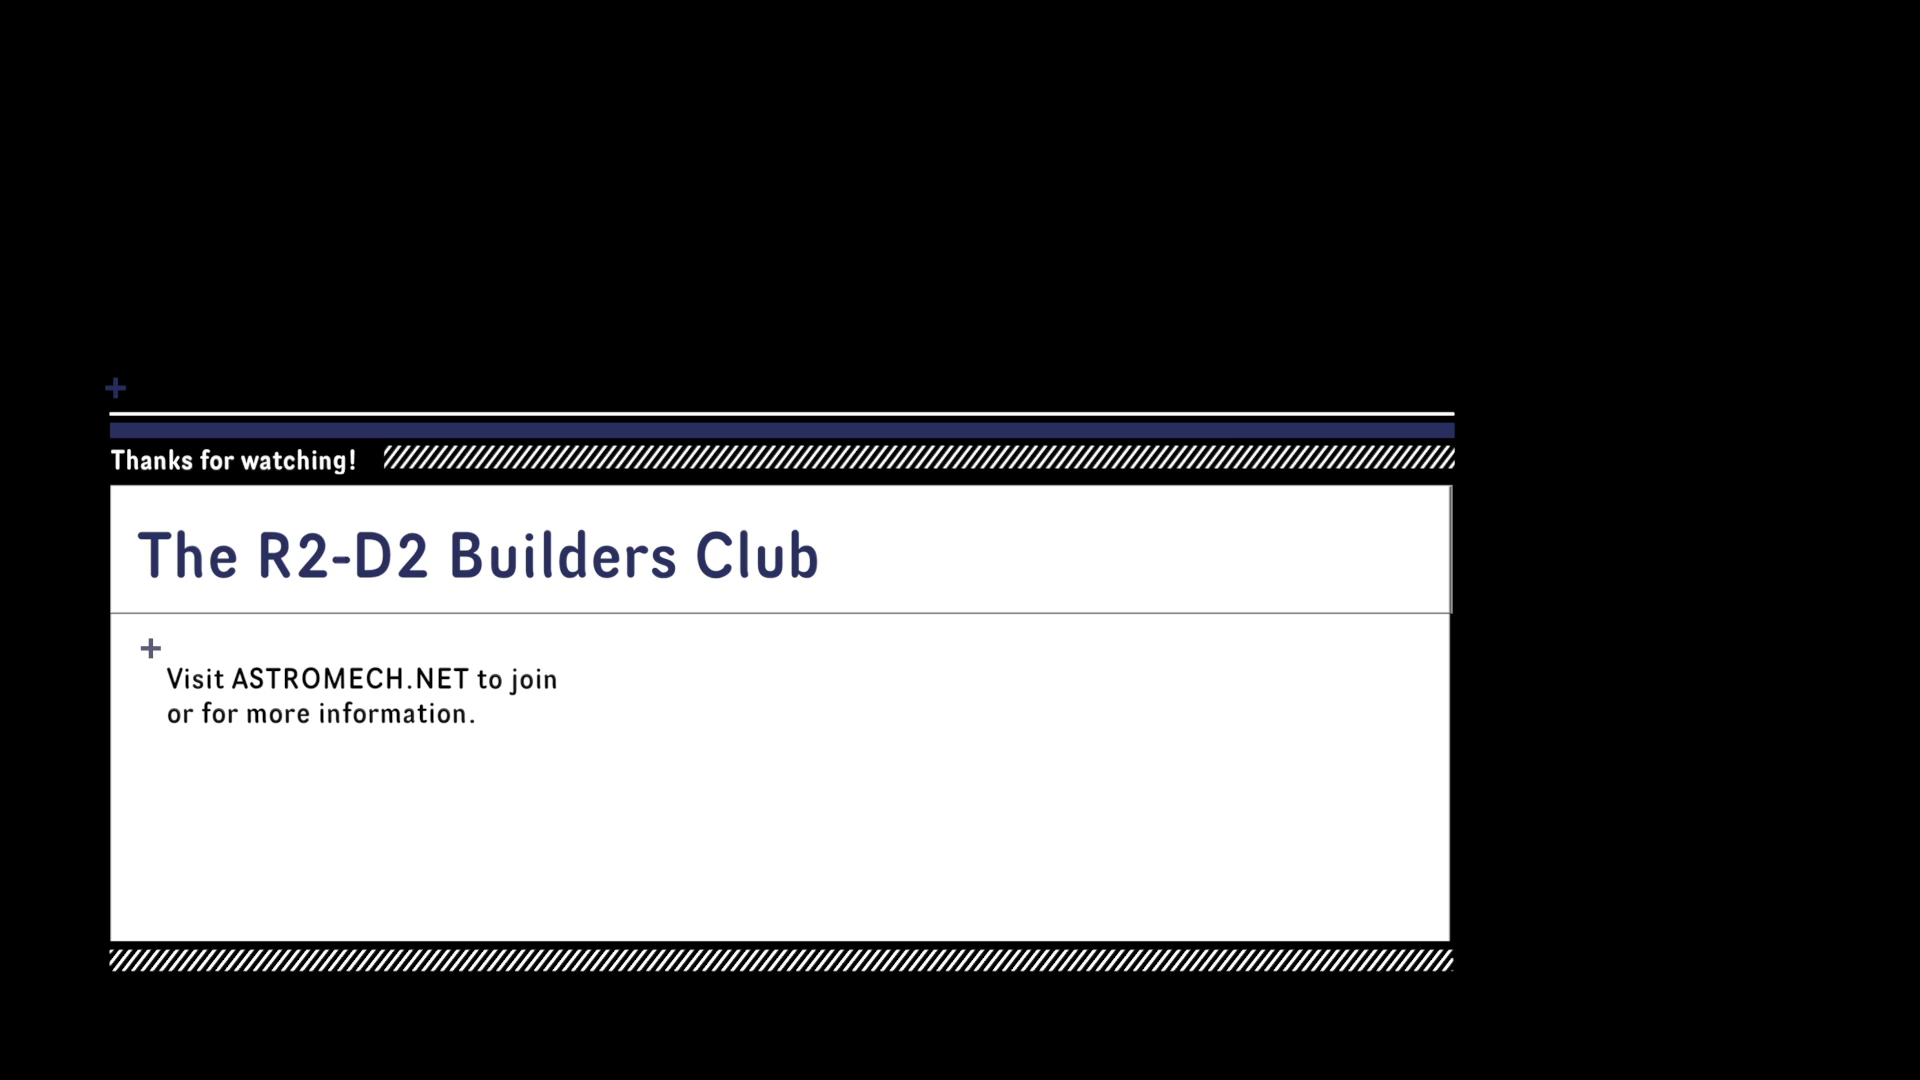 Thanks for watching!
The R2-D2 Builders Club
Visit ASTROMECH.NET to join
or for more information.